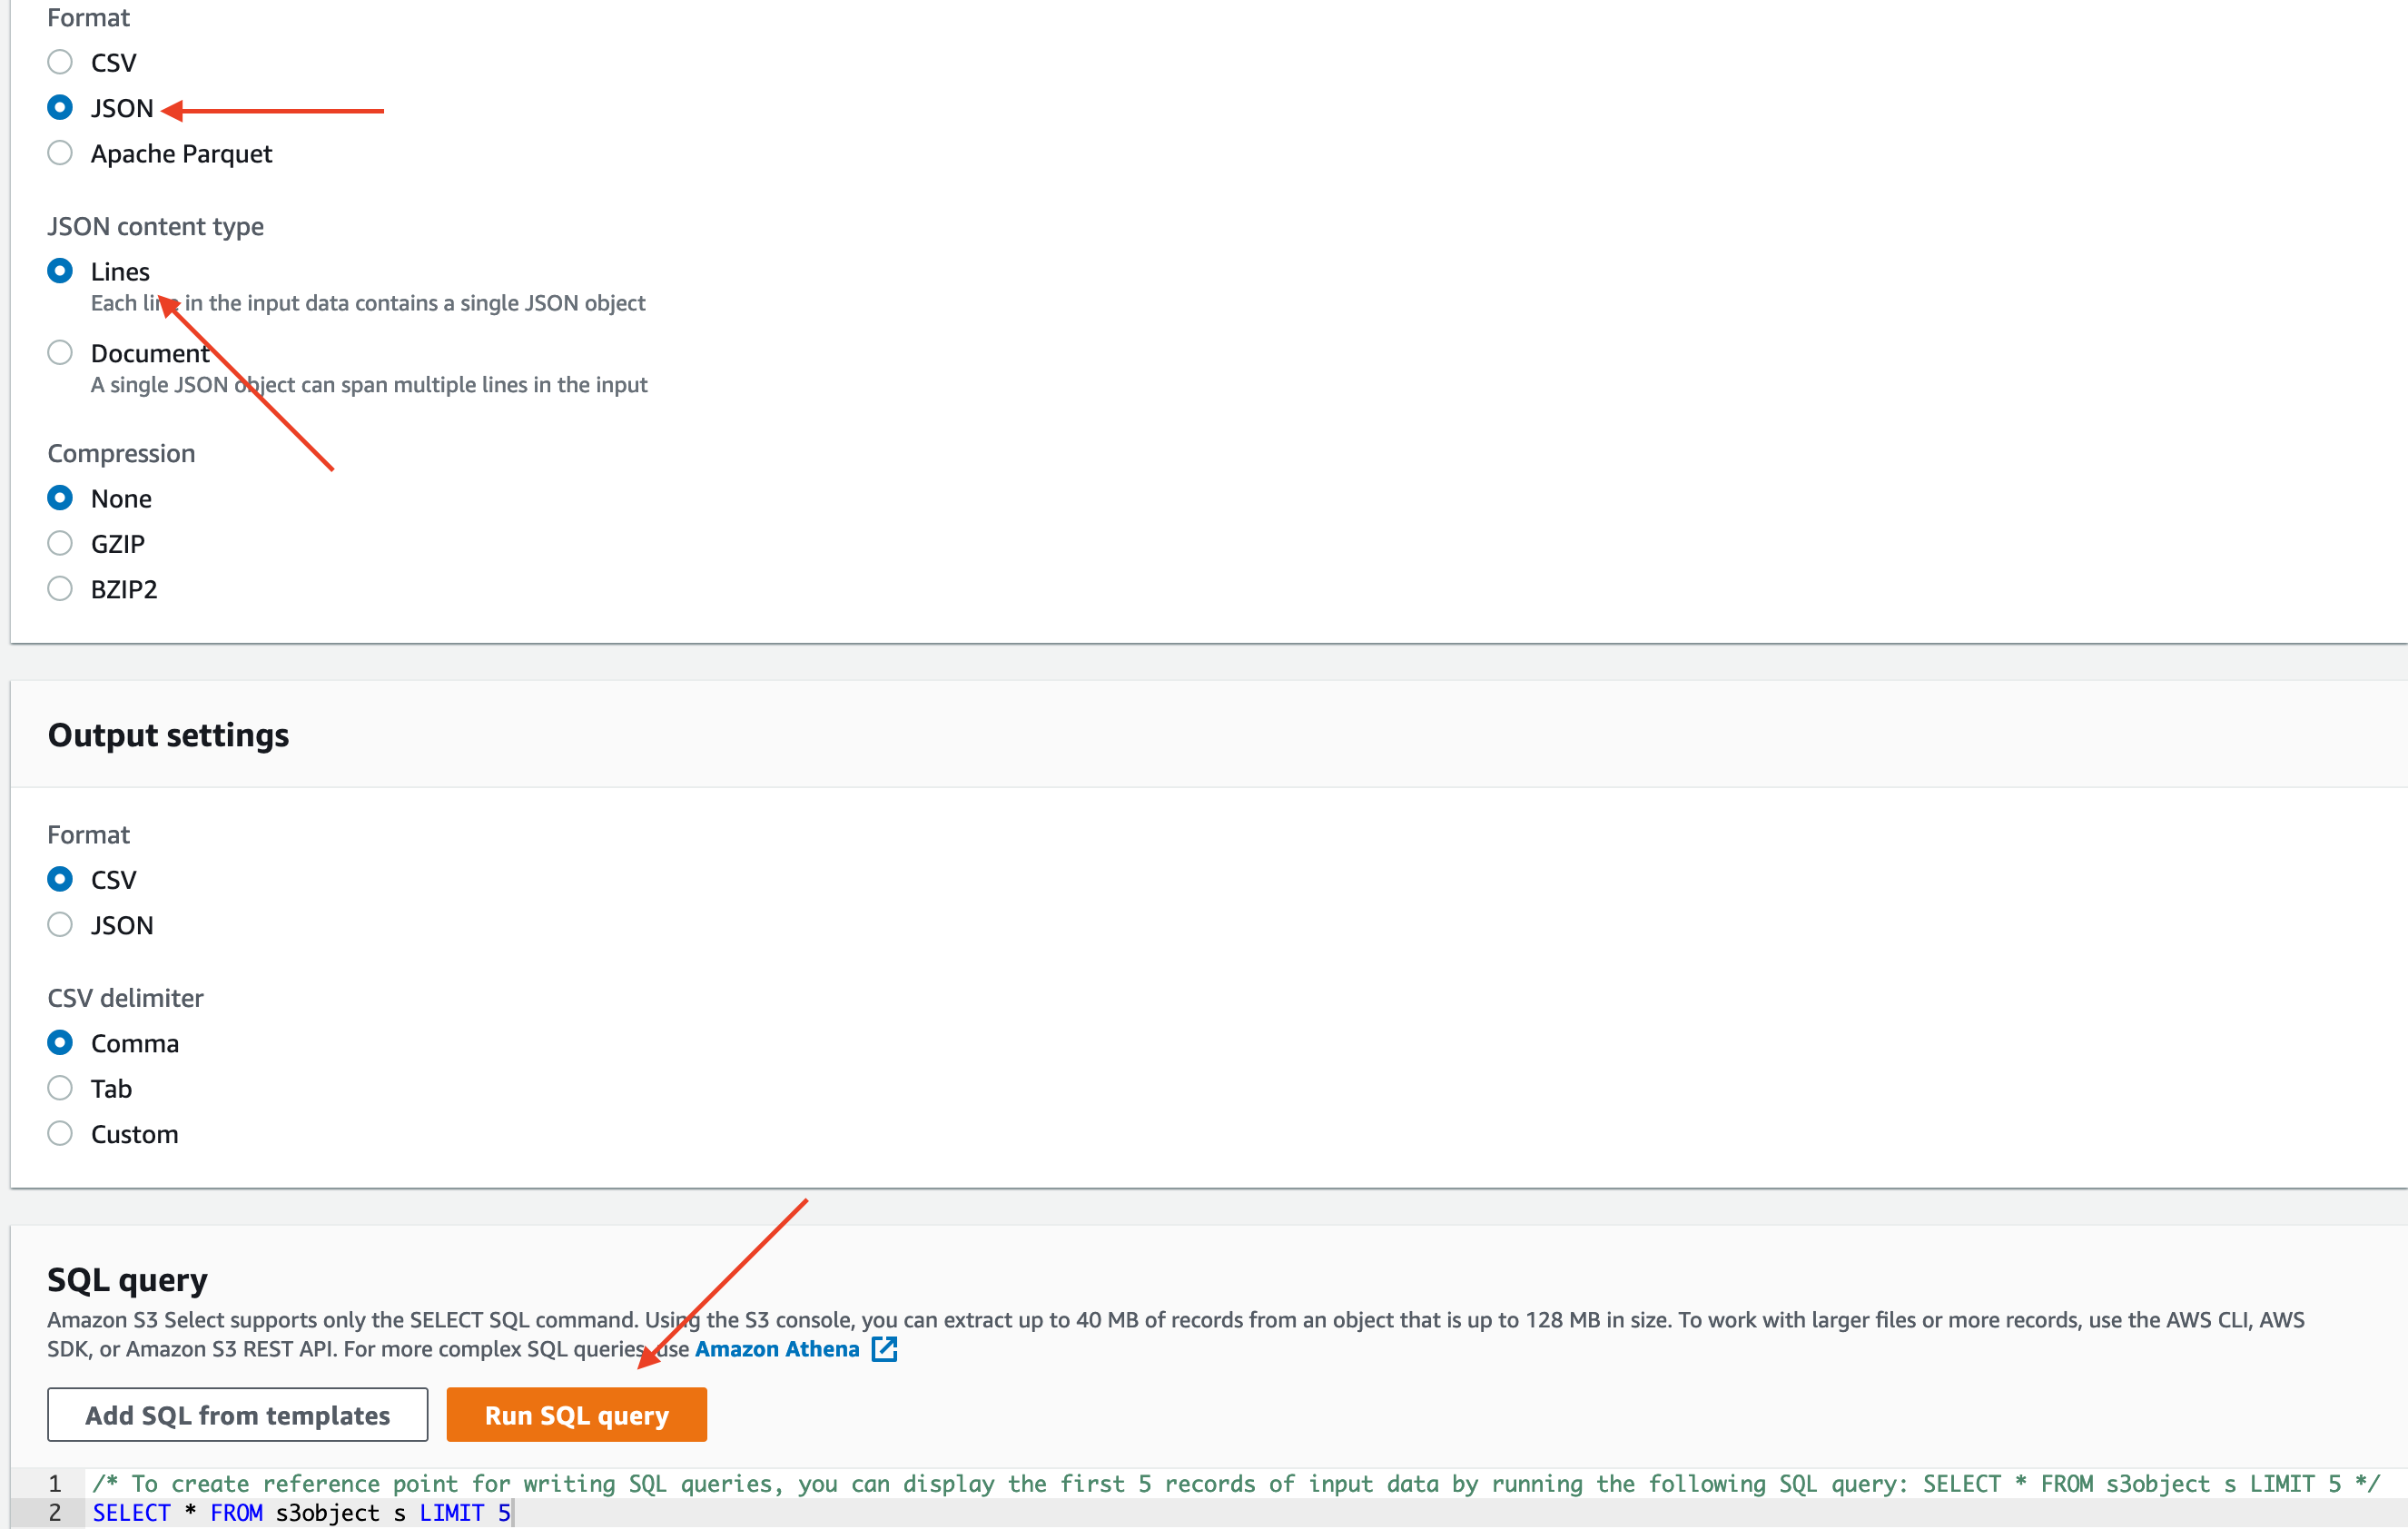 Format
CSV
JSON
Apache Parquet
JSON content type
Lines
Each line in the input data contains a single JSON object
Document
A single JSON object can span multiple lines in the input
Compression
None
GZIP
BZIP2
Output settings
Format
CSV
JSON
CSV delimiter
Comma
Tab
Custom
SQL query
Amazon S3 Select supports only the SELECT SQL command. Using the S3 console, you can extract up to 40 MB of records from an object that is up to 128 MB in size. To work with larger files or more records, use the AWS CLI, AWS
SDK, or Amazon S3 REST API. For more complex SQL queries, use Amazon Athena
Add SQL from templates Run SQL query
1 /* To create reference point for writing SQL queries, you can display the first 5 records of input data by running the following SQL query: SELECT * FROM s3object s LIMIT 5 */
2 SELECT * FROM s3object s LIMIT 5